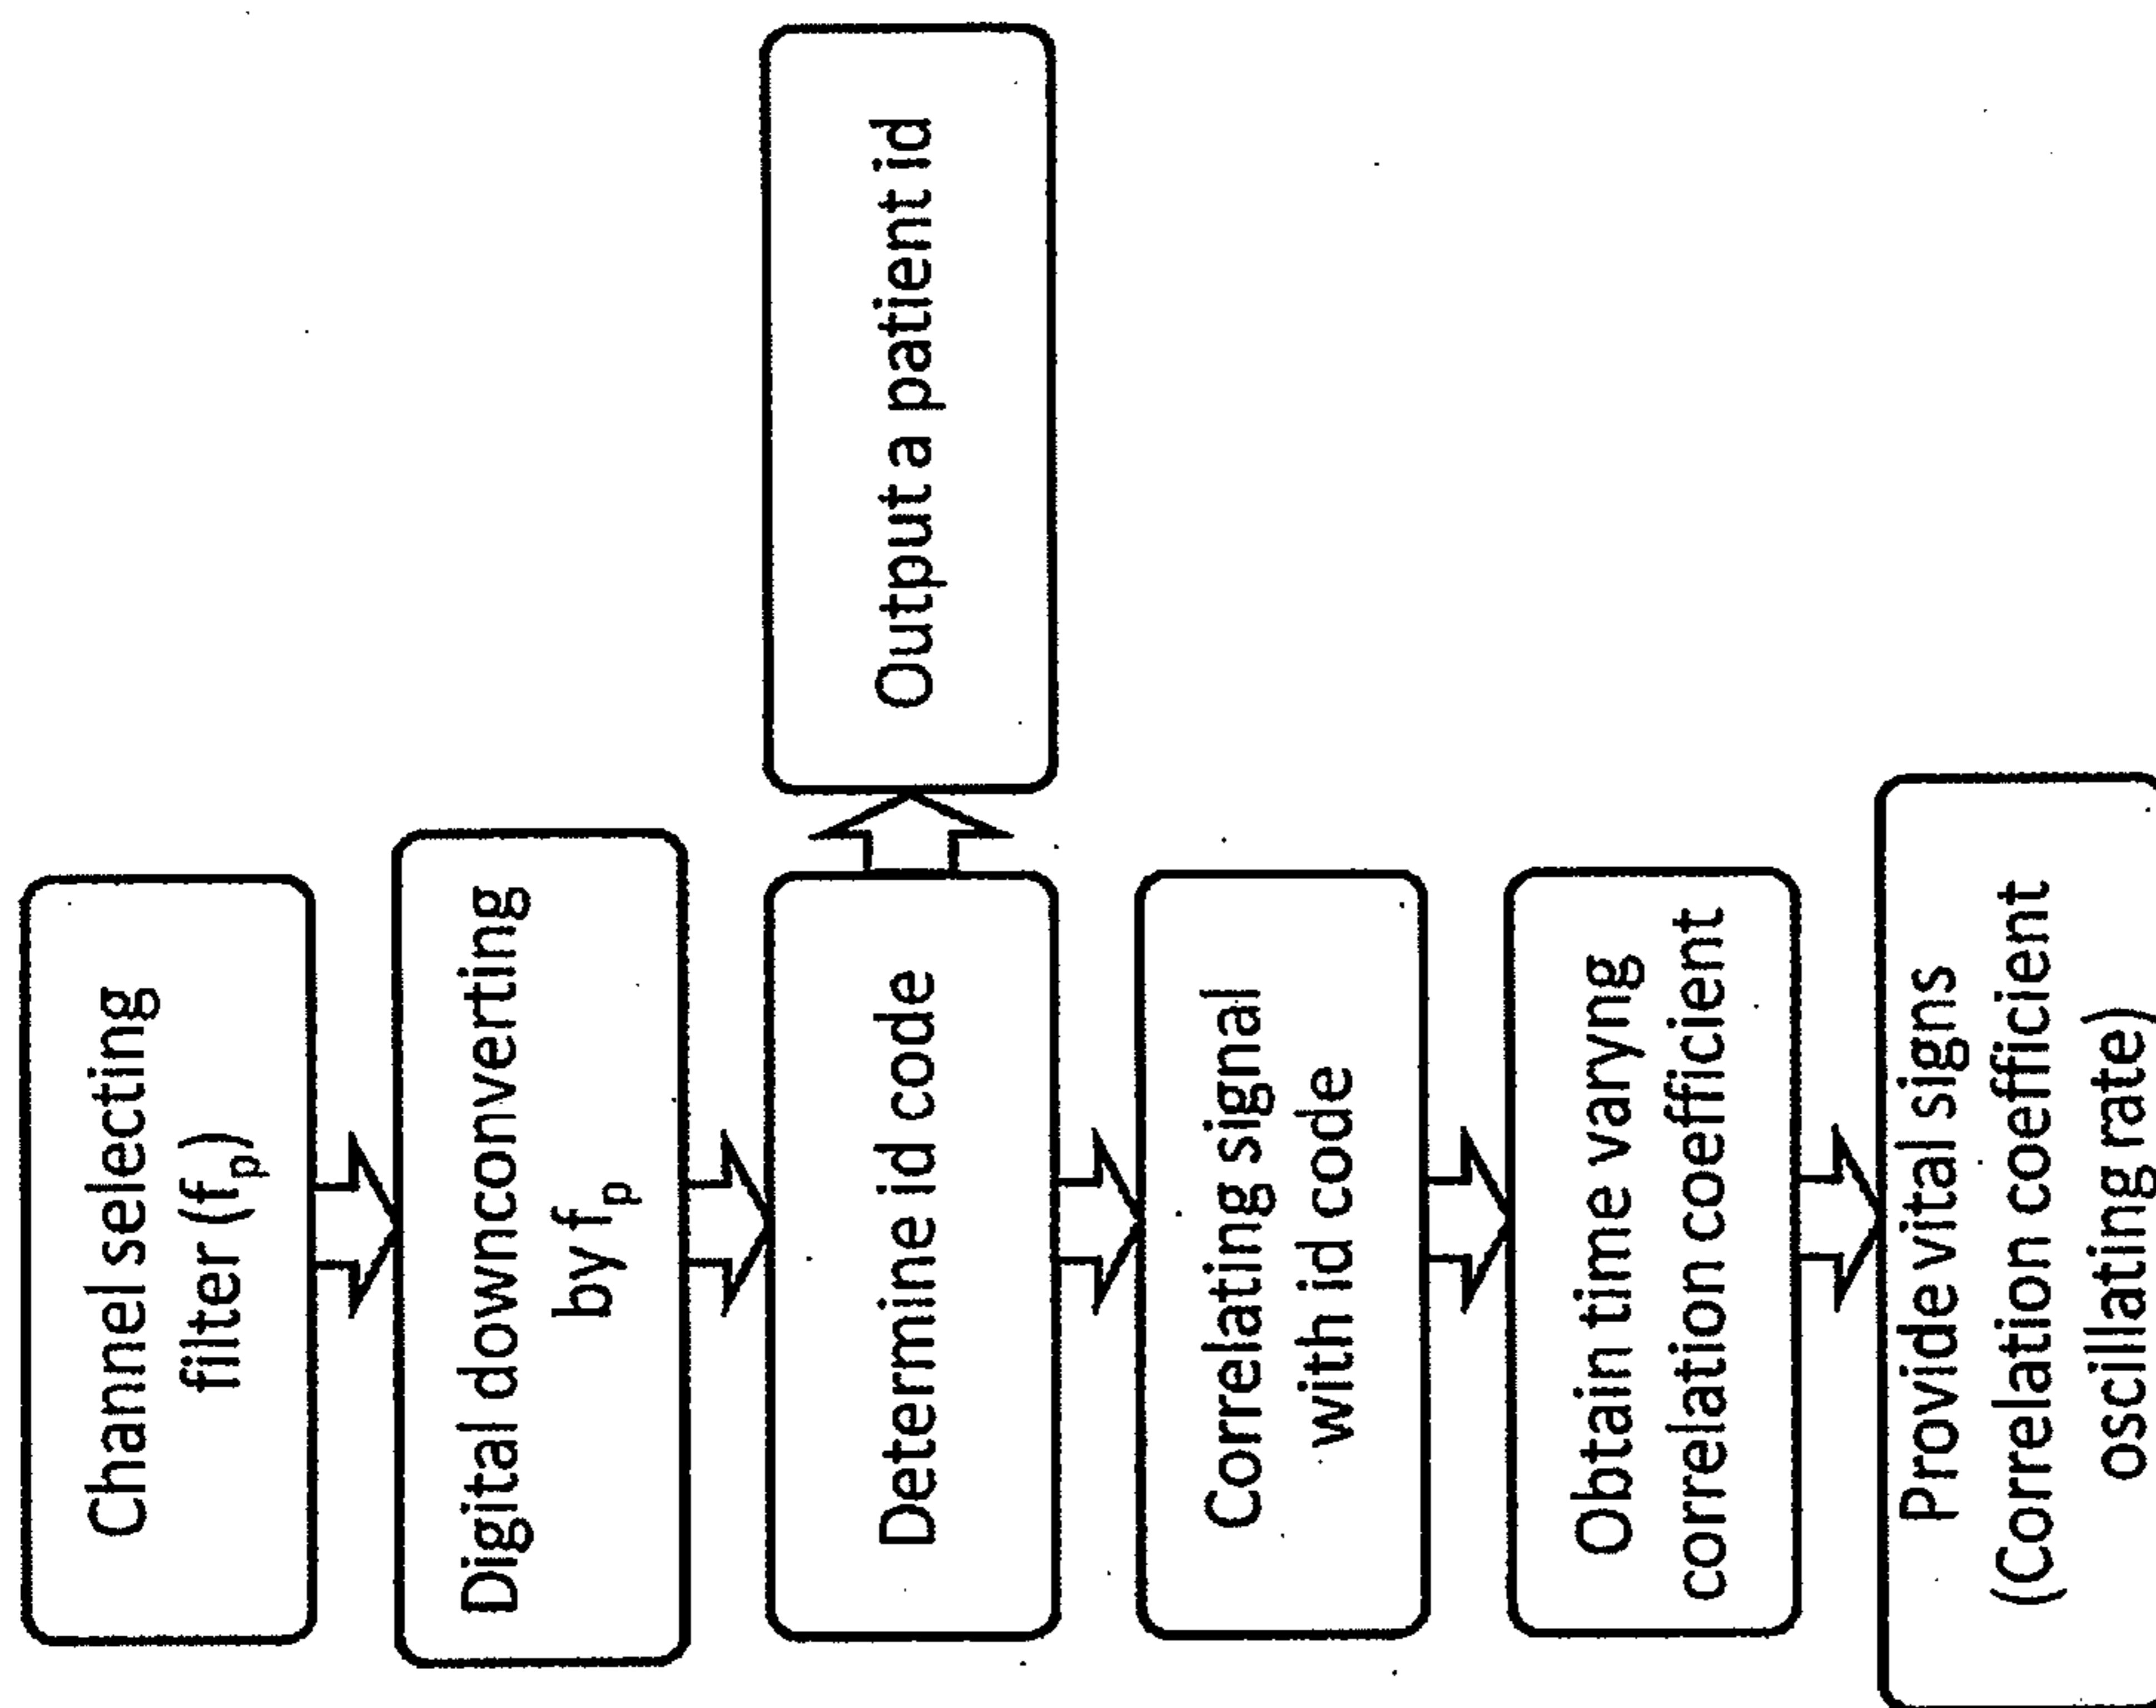 Channel selecting
filter (fₚ)
Digital downconverting
by fₚ
Determine id code
Output a patient id
Correlating signal
with id code
Obtain time varyng
correlation coefficient
Provide vital signs
(Correlation coefficient
oscillating rate)